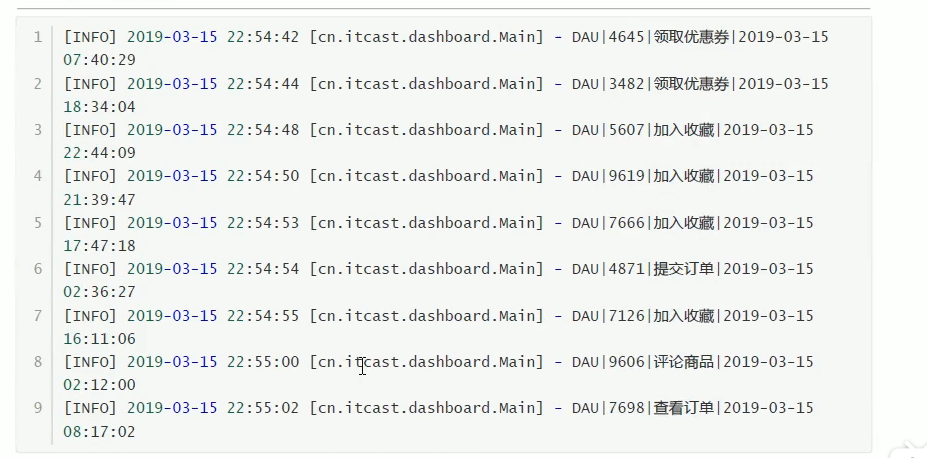 1 [INFO] 2019-03-15 22:54:42 [cn.itcast.dashboard.Main] - DAU|4645|领取优惠券|2019-03-15
07:40:29
2 [INFO] 2019-03-15 22:54:44 [cn.itcast.dashboard.Main] - DAU|3482|领取优惠券|2019-03-15
18:34:04
3 [INFO] 2019-03-15 22:54:48 [cn.itcast.dashboard.Main] - DAU|5607|加入收藏|2019-03-15
22:44:09
4 [INFO] 2019-03-15 22:54:50 [cn.itcast.dashboard.Main] - DAU|9619|加入收藏|2019-03-15
21:39:47
5 [INFO] 2019-03-15 22:54:53 [cn.itcast.dashboard.Main] - DAU|7666|加入收藏|2019-03-15
17:47:18
6 [INFO] 2019-03-15 22:54:54 [cn.itcast.dashboard.Main] - DAU|4871|提交订单|2019-03-15
02:36:27
7 [INFO] 2019-03-15 22:54:55 [cn.itcast.dashboard.Main] - DAU|7126|加入收藏|2019-03-15
16:11:06
8 [INFO] 2019-03-15 22:55:00 [cn.itcast.dashboard.Main] - DAU|9606|评论商品|2019-03-15
02:12:00
9 [INFO] 2019-03-15 22:55:02 [cn.itcast.dashboard.Main] - DAU|7698|查看订单|2019-03-15
08:17:02